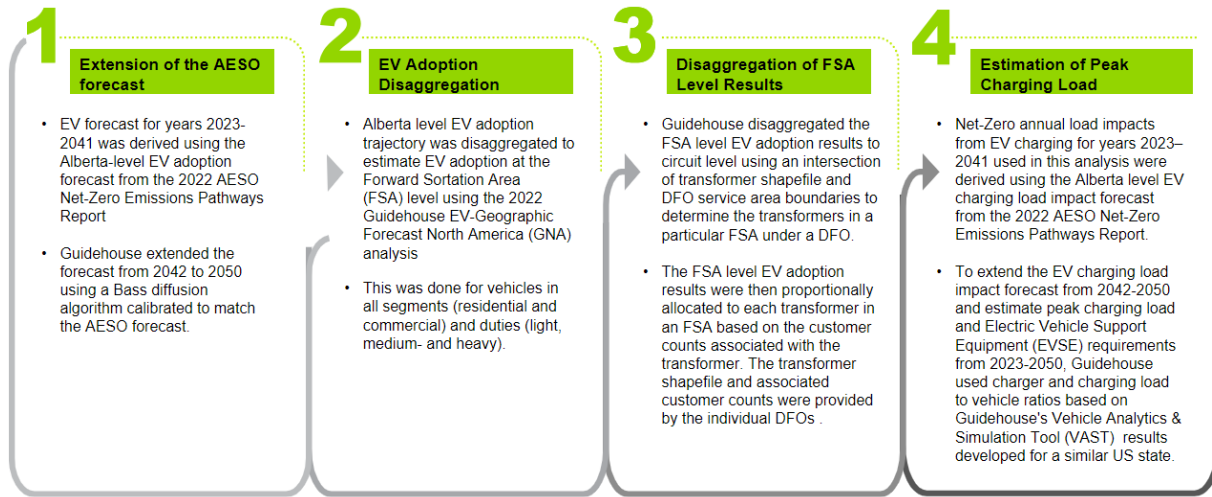 1
Extension of the AESO
forecast
• EV forecast for years 2023-
2041 was derived using the
Alberta-level EV adoption
forecast from the 2022 AESO
Net-Zero Emissions Pathways
Report
• Guidehouse extended the
forecast from 2042 to 2050
using a Bass diffusion
algorithm calibrated to match
the AESO forecast.
2
EV Adoption
Disaggregation
• Alberta level EV adoption
trajectory was disaggregated to
estimate EV adoption at the
Forward Sortation Area
(FSA) level using the 2022
Guidehouse EV-Geographic
Forecast North America (GNA)
analysis
• This was done for vehicles in
all segments (residential and
commercial) and duties (light,
medium- and heavy).
3
Disaggregation of FSA
Level Results
• Guidehouse disaggregated the
FSA level EV adoption results to
circuit level using an intersection
of transformer shapefile and
DFO service area boundaries to
determine the transformers in a
particular FSA under a DFO.
• The FSA level EV adoption
results were then proportionally
allocated to each transformer in
an FSA based on the customer
counts associated with the
transformer. The transformer
shapefile and associated
customer counts were provided
by the individual DFOs .
4
Estimation of Peak
Charging Load
• Net-Zero annual load impacts
from EV charging for years 2023–
2041 used in this analysis were
derived using the Alberta level EV
charging load impact forecast
from the 2022 AESO Net-Zero
Emissions Pathways Report.
• To extend the EV charging load
impact forecast from 2042-2050
and estimate peak charging load
and Electric Vehicle Support
Equipment (EVSE) requirements
from 2023-2050, Guidehouse
used charger and charging load
to vehicle ratios based on
Guidehouse's Vehicle Analytics &
Simulation Tool (VAST) results
developed for a similar US state.